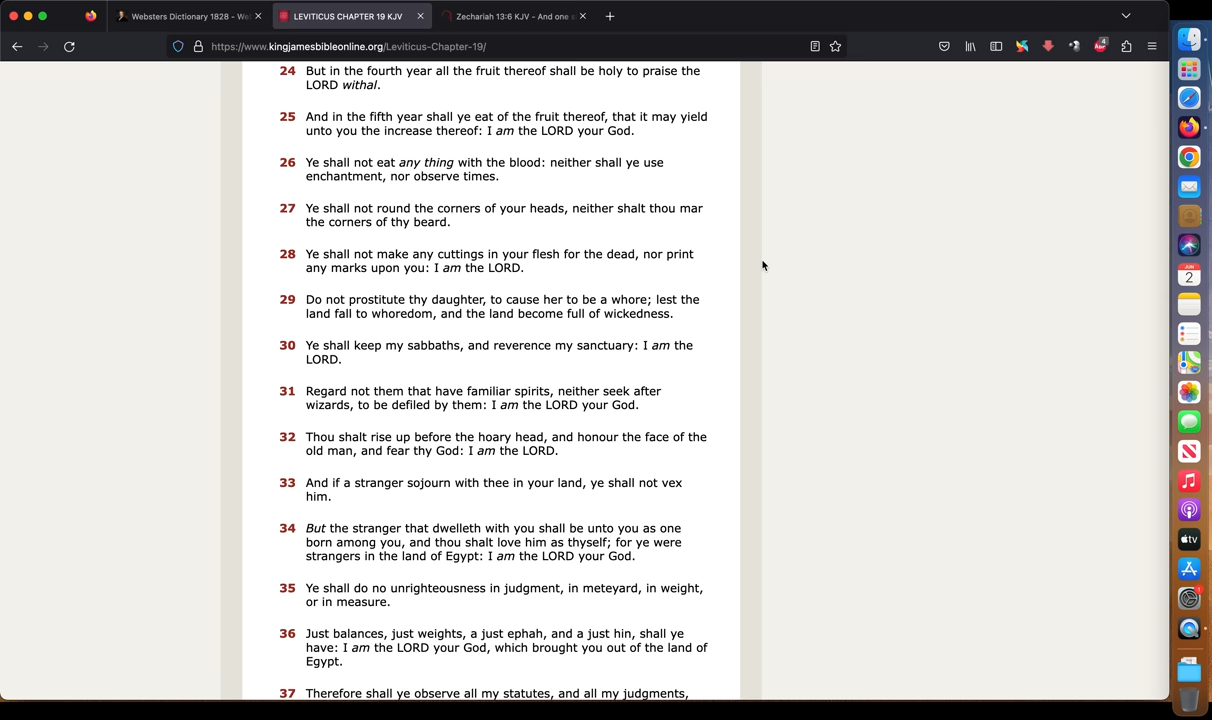 Websters Dictionary 1828 - We
LEVITICUS CHAPTER 19 KJV
Zechariah 13:6 KJV - And one
https://www.kingjamesbibleonline.org/Leviticus-Chapter-19/
24 But in the fourth year all the fruit thereof shall be holy to praise the
LORD withal.
25 And in the fifth year shall ye eat of the fruit thereof, that it may yield
unto you the increase thereof: I am the LORD your God.
26 Ye shall not eat any thing with the blood: neither shall ye use
enchantment, nor observe times.
27 Ye shall not round the corners of your heads, neither shalt thou mar
the corners of thy beard.
28 Ye shall not make any cuttings in your flesh for the dead, nor print
any marks upon you: I am the LORD.
29 Do not prostitute thy daughter, to cause her to be a whore; lest the
land fall to whoredom, and the land become full of wickedness.
30 Ye shall keep my sabbaths, and reverence my sanctuary: I am the
LORD.
31 Regard not them that have familiar spirits, neither seek after
wizards, to be defiled by them: I am the LORD your God.
32 Thou shalt rise up before the hoary head, and honour the face of the
old man, and fear thy God: I am the LORD.
33 And if a stranger sojourn with thee in your land, ye shall not vex
him.
34 But the stranger that dwelleth with you shall be unto you as one
born among you, and thou shalt love him as thyself; for ye were
strangers in the land of Egypt: I am the LORD your God.
35 Ye shall do no unrighteousness in judgment, in meteyard, in weight,
or in measure.
36 Just balances, just weights, a just ephah, and a just hin, shall ye
have: I am the LORD your God, which brought you out of the land of
Egypt.
37 Therefore shall ye observe all my statutes, and all my judgments,
4
JUN
2
tv
1